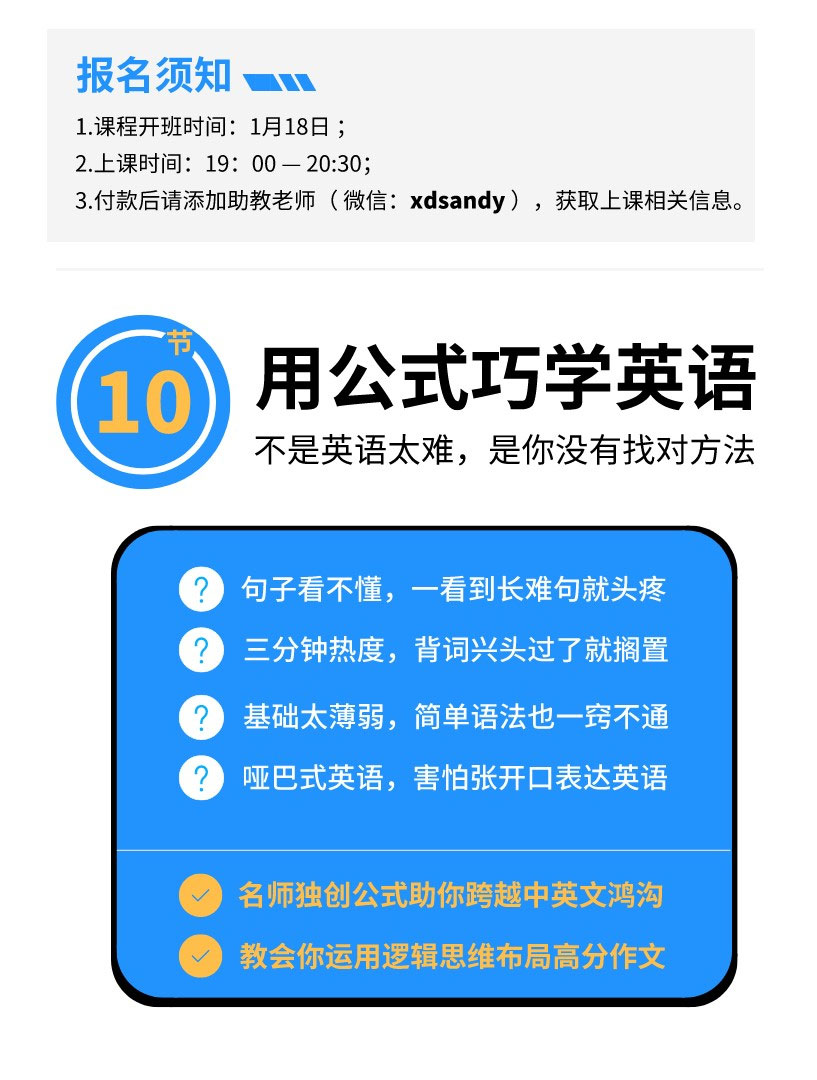 报名须知
1.课程开班时间：1月18日；
2.上课时间：19：00 — 20:30；
3.付款后请添加助教老师（ 微信：xdsandy ），获取上课相关信息。
10节
用公式巧学英语
不是英语太难，是你没有找对方法
? 句子看不懂，一看到长难句就头疼
? 三分钟热度，背词兴头过了就搁置
? 基础太薄弱，简单语法也一窍不通
? 哑巴式英语，害怕张开口表达英语
名师独创公式助你跨越中英文鸿沟
教会你运用逻辑思维布局高分作文